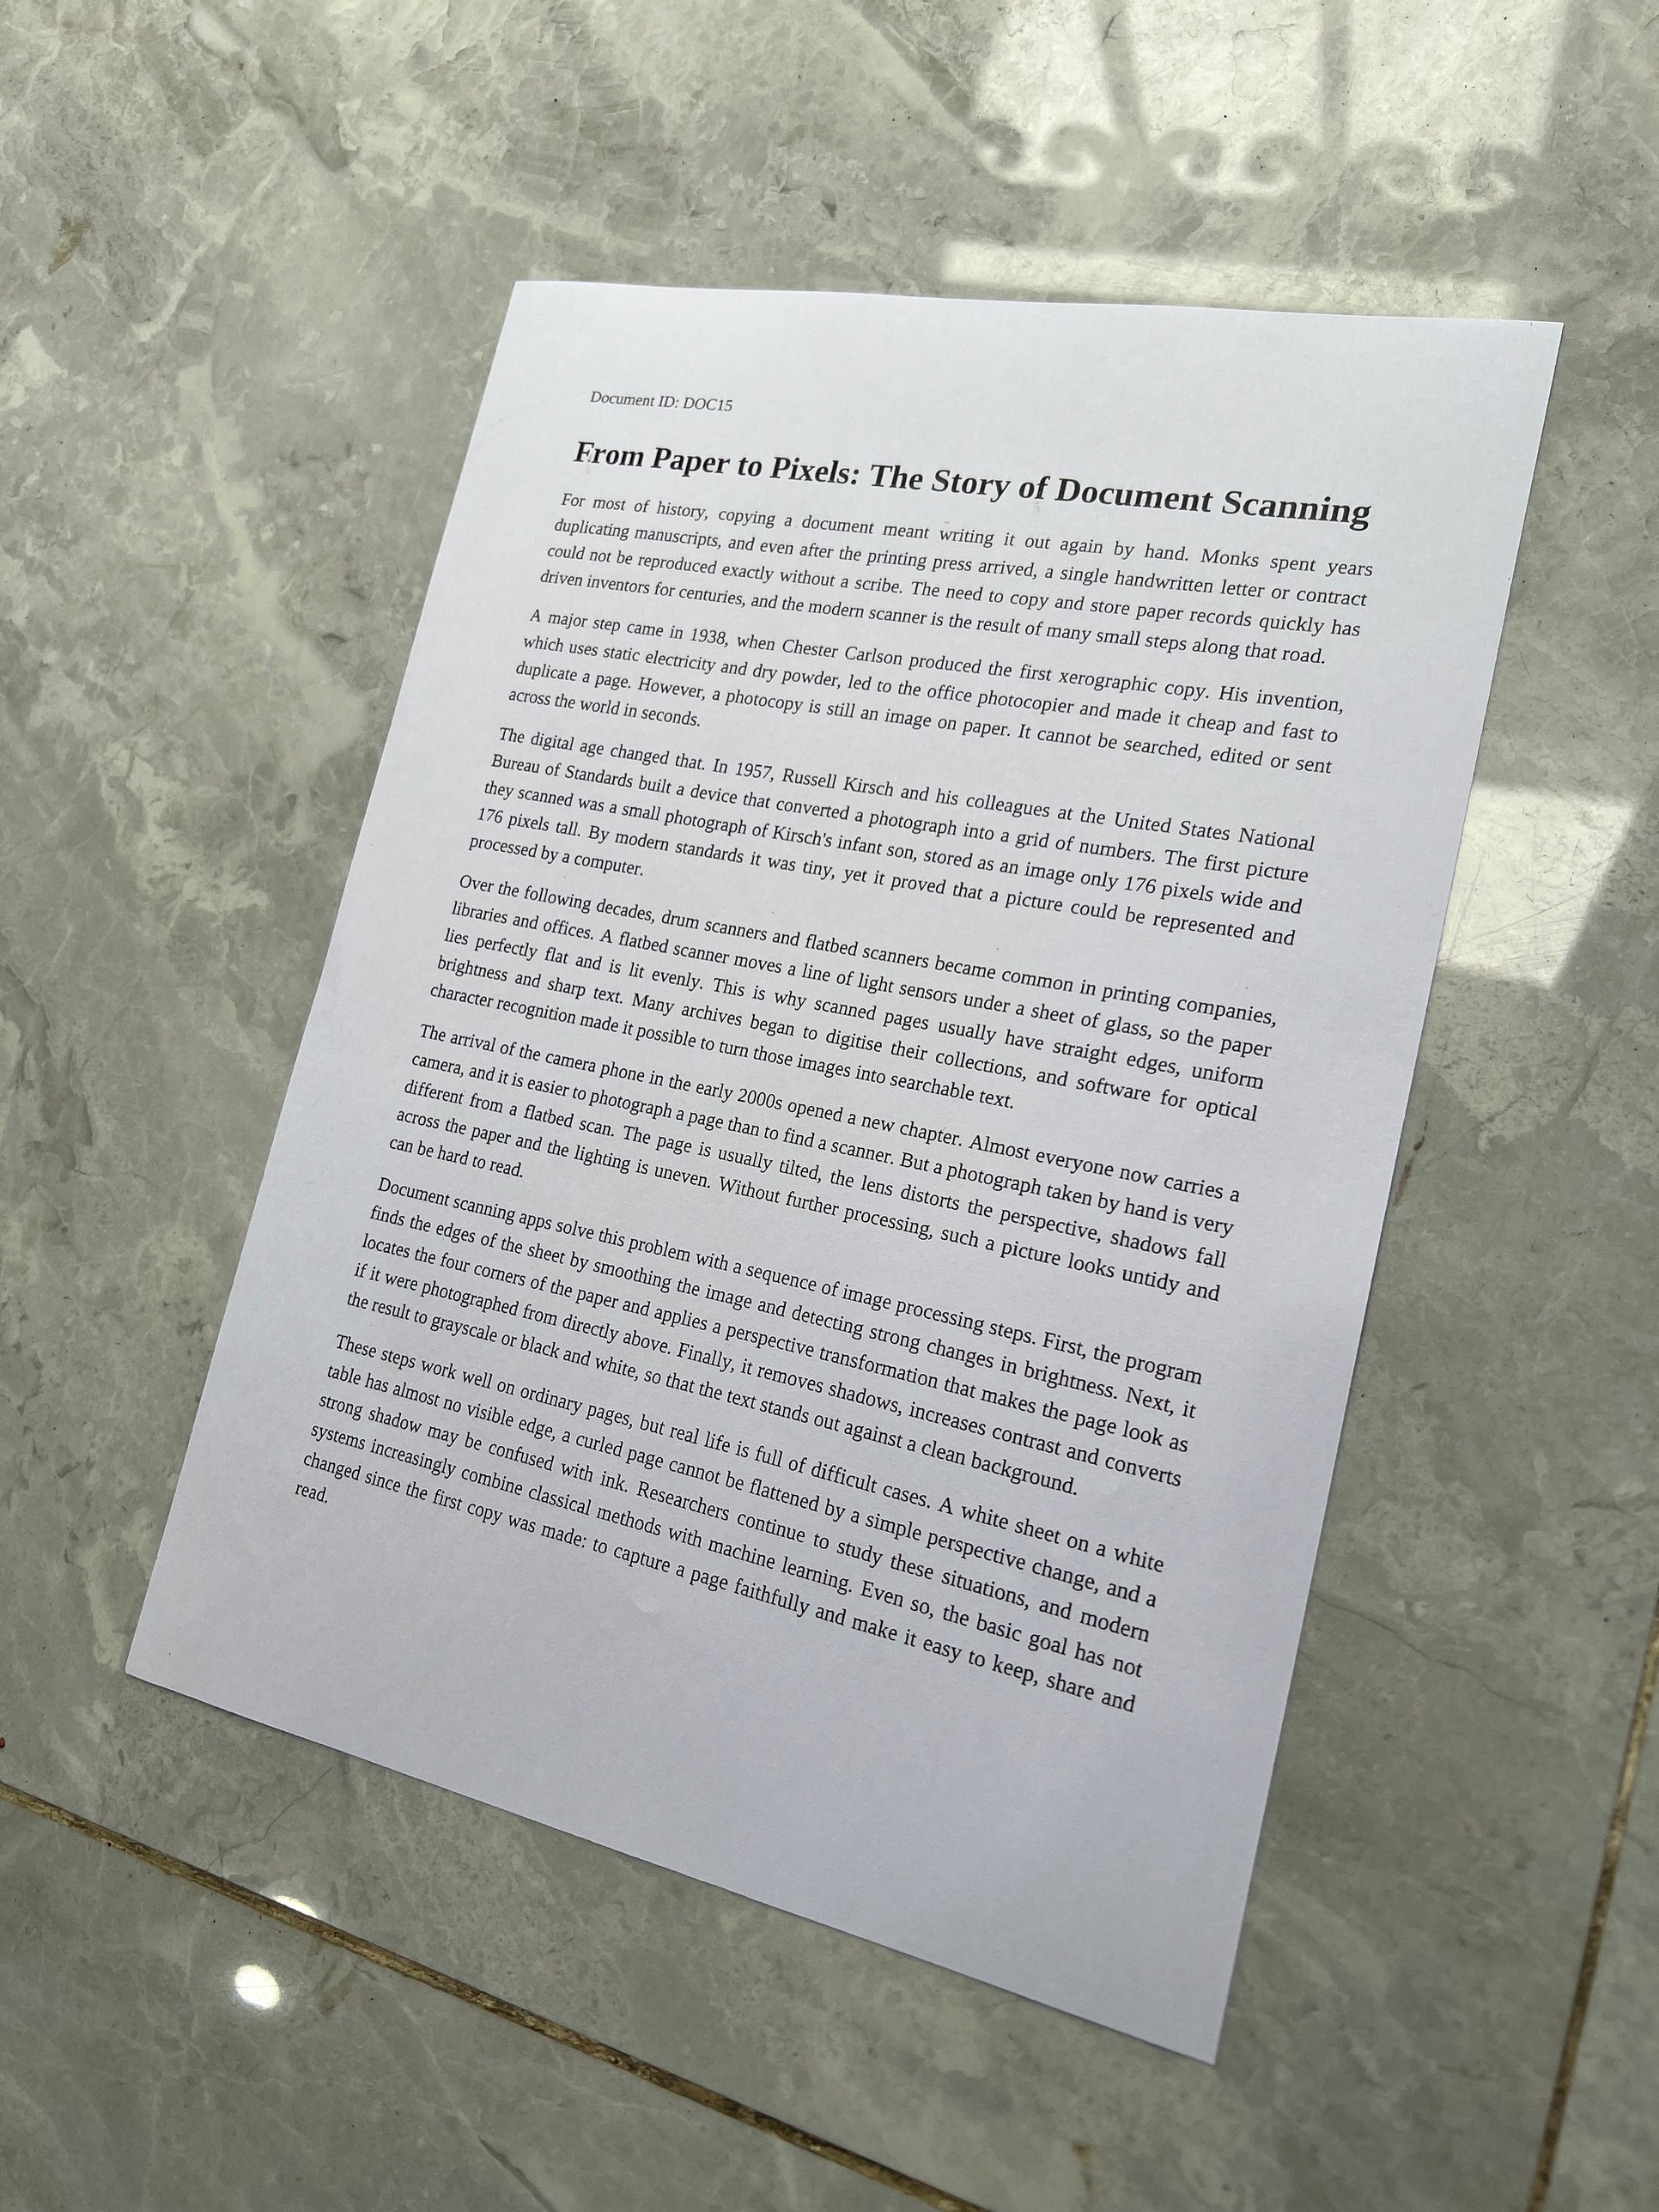 Document ID: DOC15
From Paper to Pixels: The Story of Document Scanning
For most of history, copying a document meant writing it out again by hand. Monks spent years
duplicating manuscripts, and even after the printing press arrived, a single handwritten letter or contract
could not be reproduced exactly without a scribe. The need to copy and store paper records quickly has
driven inventors for centuries, and the modern scanner is the result of many small steps along that road.
A major step came in 1938, when Chester Carlson produced the first xerographic copy. His invention,
which uses static electricity and dry powder, led to the office photocopier and made it cheap and fast to
duplicate a page. However, a photocopy is still an image on paper. It cannot be searched, edited or sent
across the world in seconds.
The digital age changed that. In 1957, Russell Kirsch and his colleagues at the United States National
Bureau of Standards built a device that converted a photograph into a grid of numbers. The first picture
they scanned was a small photograph of Kirsch's infant son, stored as an image only 176 pixels wide and
176 pixels tall. By modern standards it was tiny, yet it proved that a picture could be represented and
processed by a computer.
Over the following decades, drum scanners and flatbed scanners became common in printing companies,
libraries and offices. A flatbed scanner moves a line of light sensors under a sheet of glass, so the paper
lies perfectly flat and is lit evenly. This is why scanned pages usually have straight edges, uniform
brightness and sharp text. Many archives began to digitise their collections, and software for optical
character recognition made it possible to turn those images into searchable text.
The arrival of the camera phone in the early 2000s opened a new chapter. Almost everyone now carries a
camera, and it is easier to photograph a page than to find a scanner. But a photograph taken by hand is very
different from a flatbed scan. The page is usually tilted, the lens distorts the perspective, shadows fall
across the paper and the lighting is uneven. Without further processing, such a picture looks untidy and
can be hard to read.
Document scanning apps solve this problem with a sequence of image processing steps. First, the program
finds the edges of the sheet by smoothing the image and detecting strong changes in brightness. Next, it
locates the four corners of the paper and applies a perspective transformation that makes the page look as
if it were photographed from directly above. Finally, it removes shadows, increases contrast and converts
the result to grayscale or black and white, so that the text stands out against a clean background.
These steps work well on ordinary pages, but real life is full of difficult cases. A white sheet on a white
table has almost no visible edge, a curled page cannot be flattened by a simple perspective change, and a
strong shadow may be confused with ink. Researchers continue to study these situations, and modern
systems increasingly combine classical methods with machine learning. Even so, the basic goal has not
changed since the first copy was made: to capture a page faithfully and make it easy to keep, share and
read.